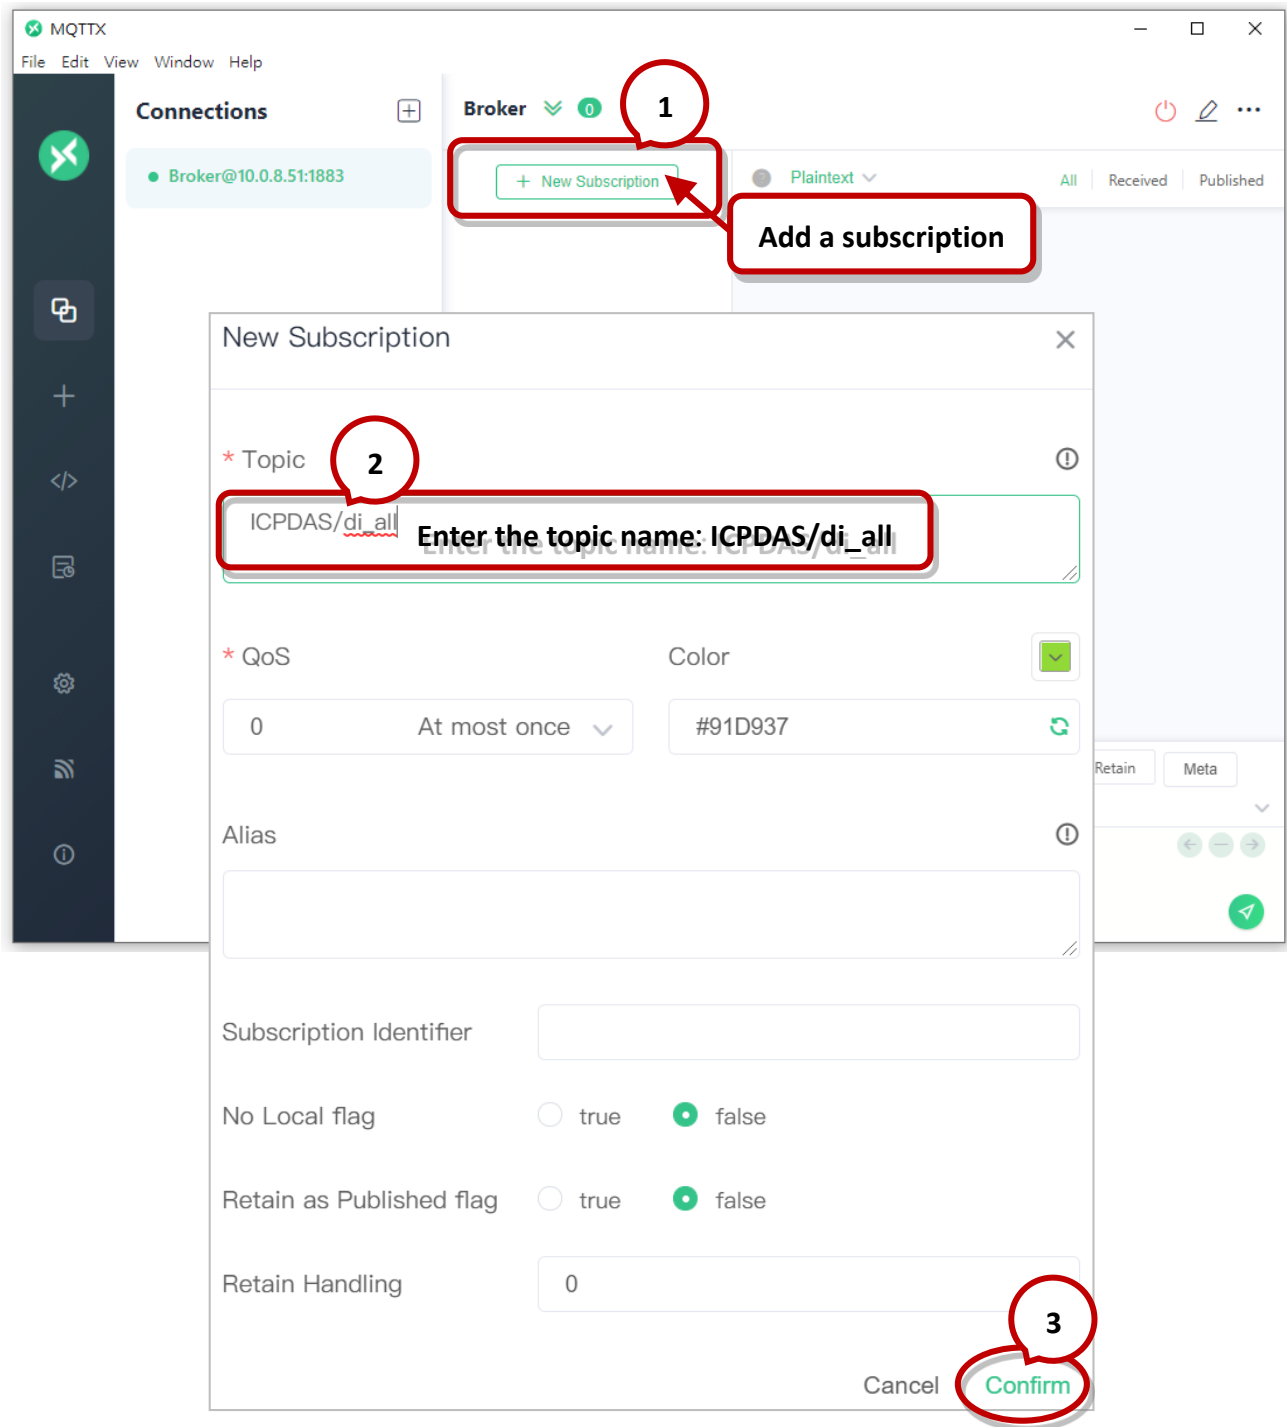 MQTTX
File Edit View Window Help
Connections
Broker 0
1
Broker@10.0.8.51:1883
+ New Subscription
Plaintext
All Received Published
Add a subscription
New Subscription
* Topic
2
ICPDAS/di_all
Enter the topic name: ICPDAS/di_all
* QoS
Color
0 At most once
#91D937
Retain
Meta
Alias
Subscription Identifier
No Local flag
true false
Retain as Published flag
true false
Retain Handling
0
3
Cancel Confirm